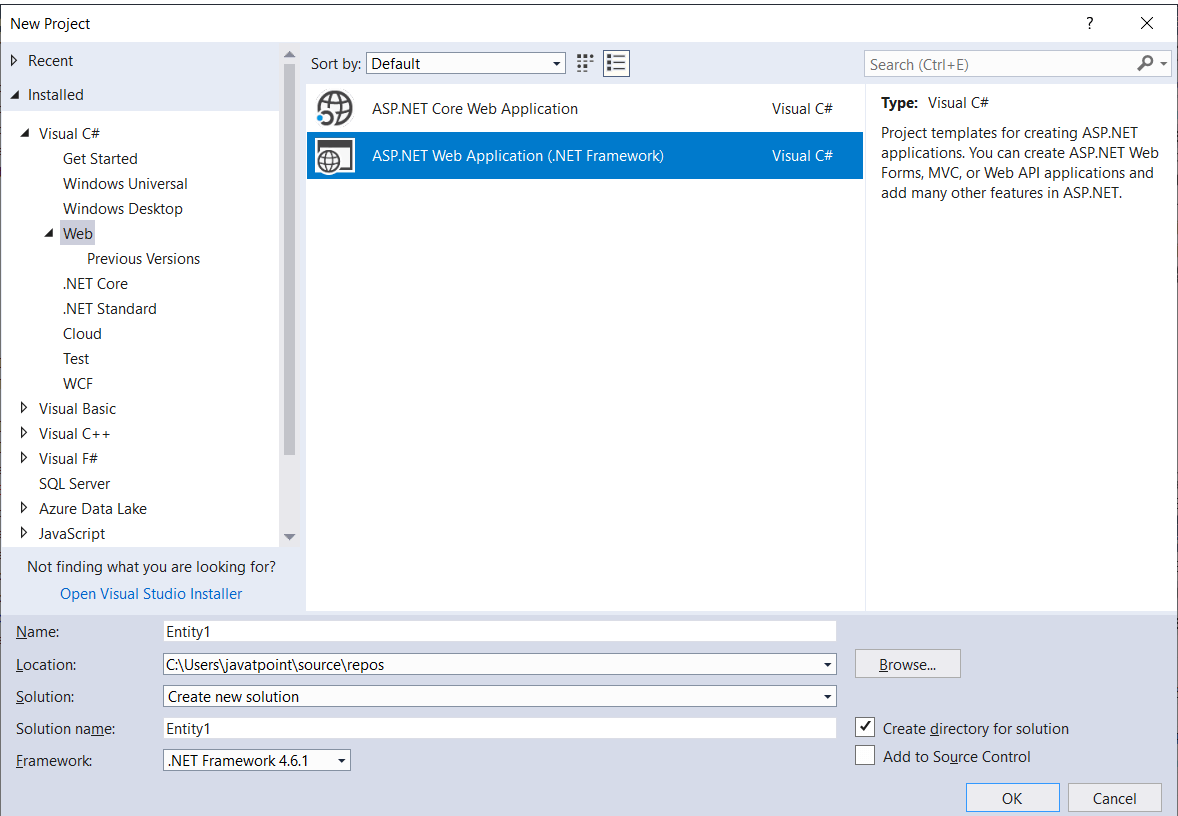 New Project
?
Recent
Installed
Visual C#
Get Started
Windows Universal
Windows Desktop
Web
Previous Versions
.NET Core
.NET Standard
Cloud
Test
WCF
Visual Basic
Visual C++
Visual F#
SQL Server
Azure Data Lake
JavaScript
Not finding what you are looking for?
Open Visual Studio Installer
Sort by: Default
ASP.NET Core Web Application Visual C#
ASP.NET Web Application (.NET Framework) Visual C#
Search (Ctrl+E)
Type: Visual C#
Project templates for creating ASP.NET
applications. You can create ASP.NET Web
Forms, MVC, or Web API applications and
add many other features in ASP.NET.
Name: Entity1
Location: C:\Users\javatpoint\source\repos Browse...
Solution: Create new solution
Solution name: Entity1 Create directory for solution
Framework: .NET Framework 4.6.1 Add to Source Control
OK Cancel